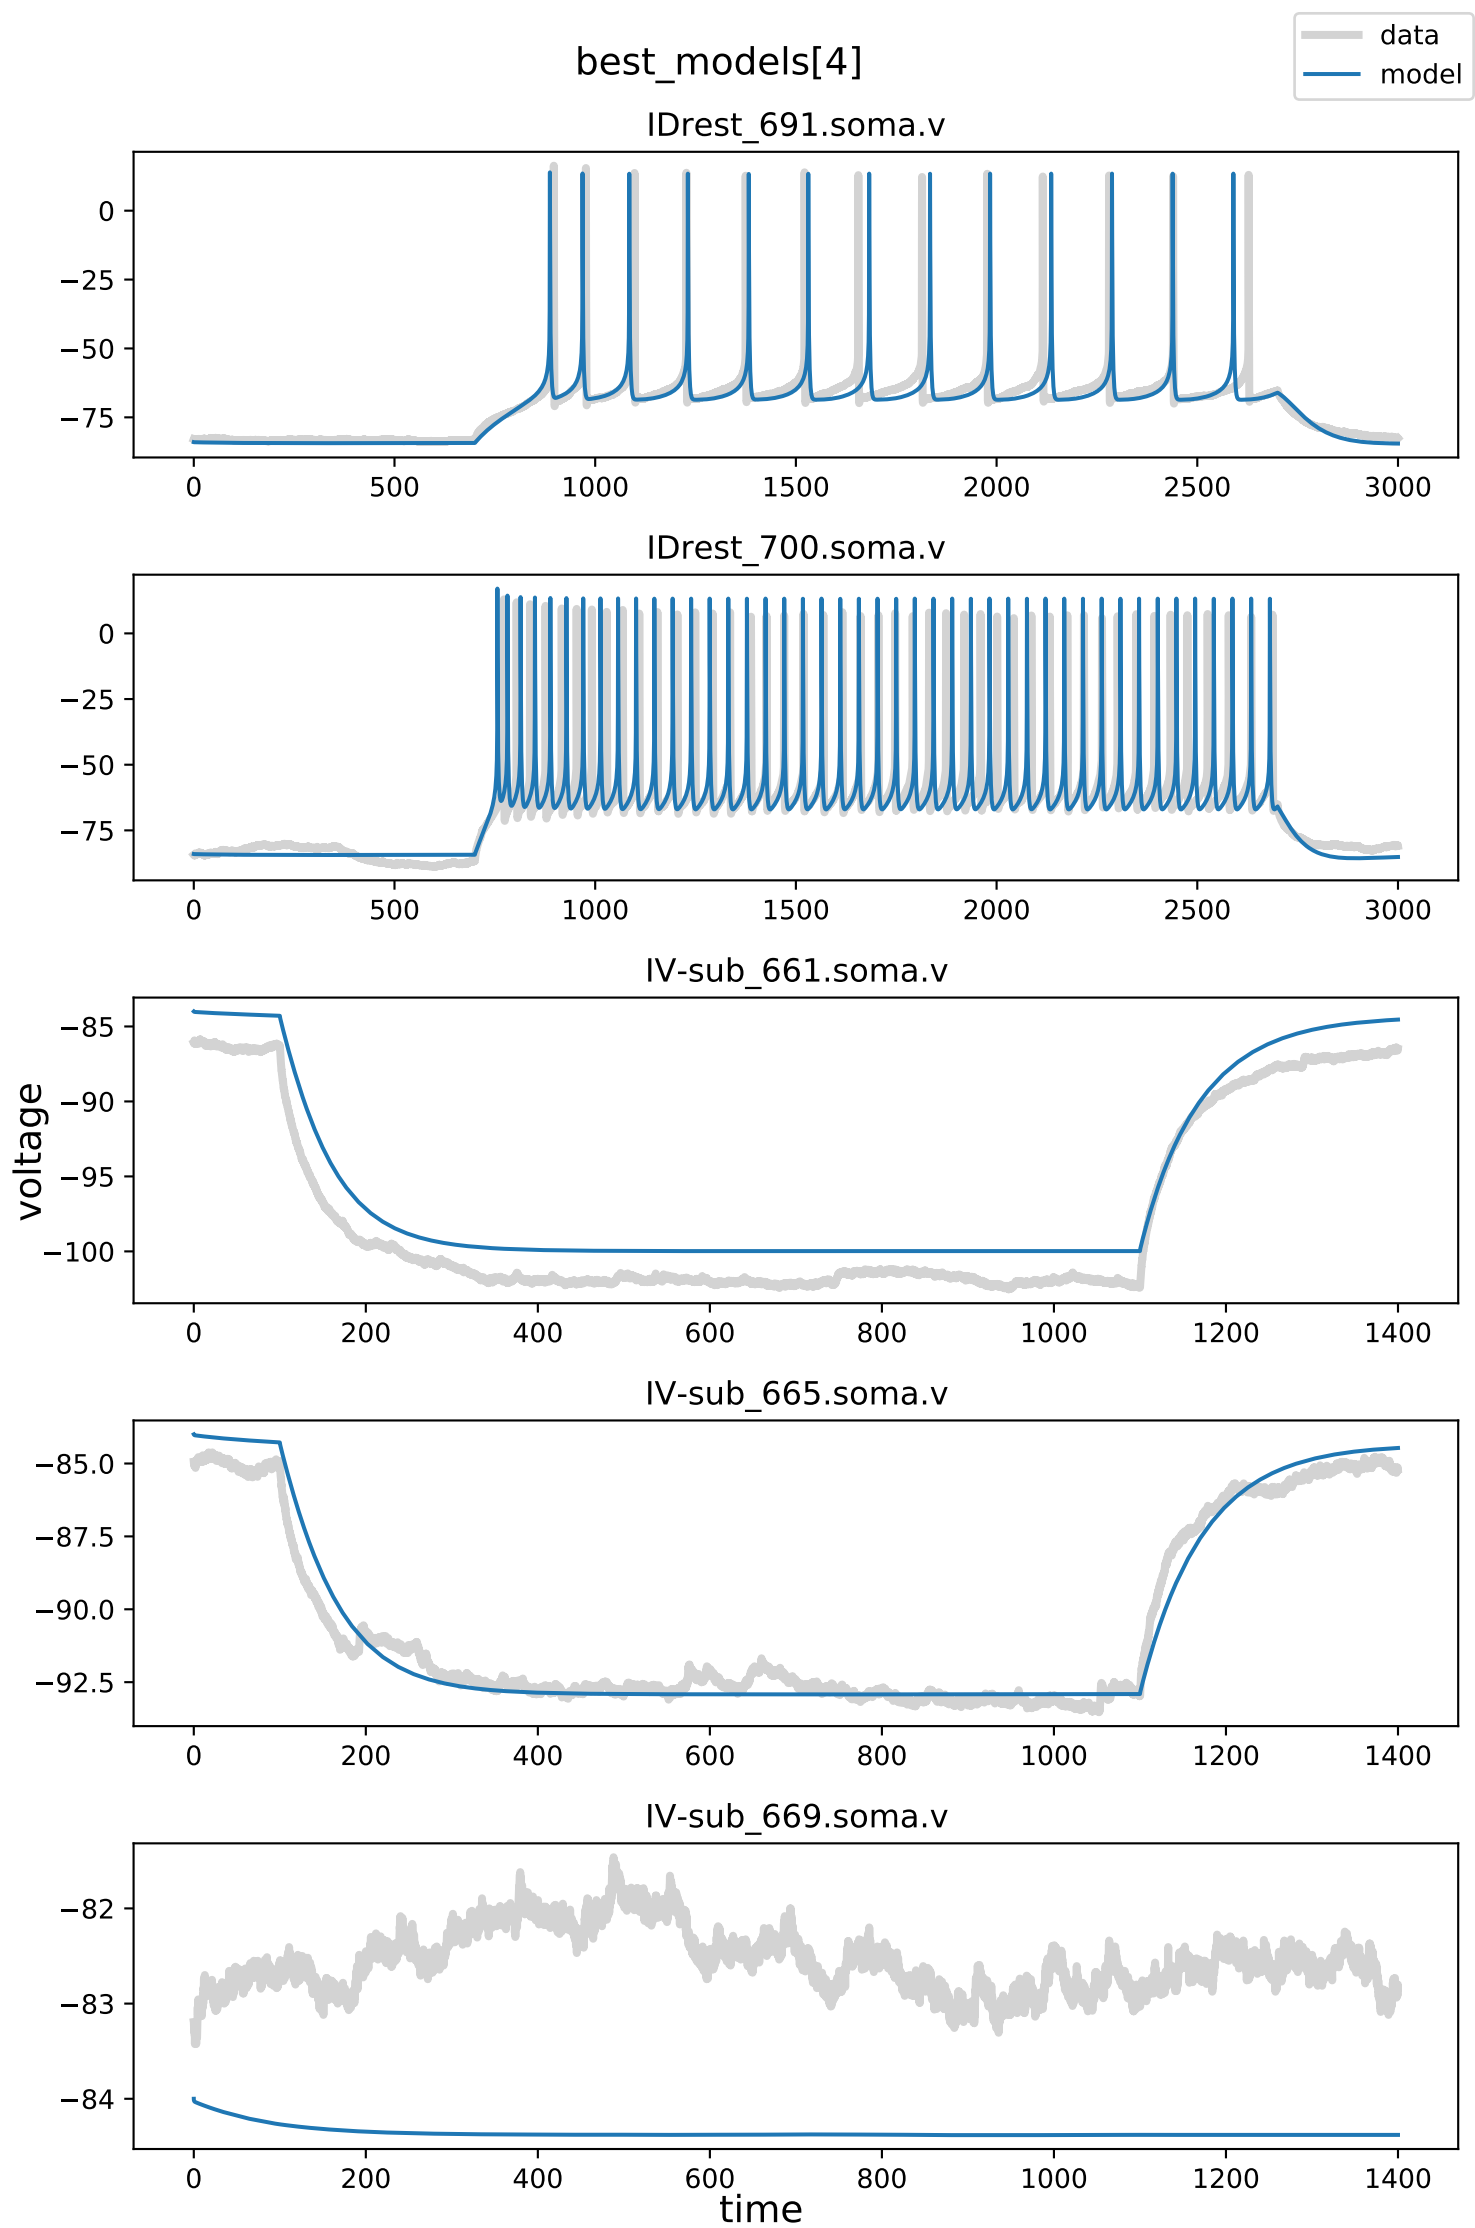 data
model
best_models[4]
IDrest_691.soma.v
0
−25
−50
−75
0 500 1000 1500 2000 2500 3000
IDrest_700.soma.v
0
−25
−50
−75
0 500 1000 1500 2000 2500 3000
IV-sub_661.soma.v
−85
−90
−95
−100
0 200 400 600 800 1000 1200 1400
voltage
IV-sub_665.soma.v
−85.0
−87.5
−90.0
−92.5
0 200 400 600 800 1000 1200 1400
IV-sub_669.soma.v
−82
−83
−84
0 200 400 600 800 1000 1200 1400
time